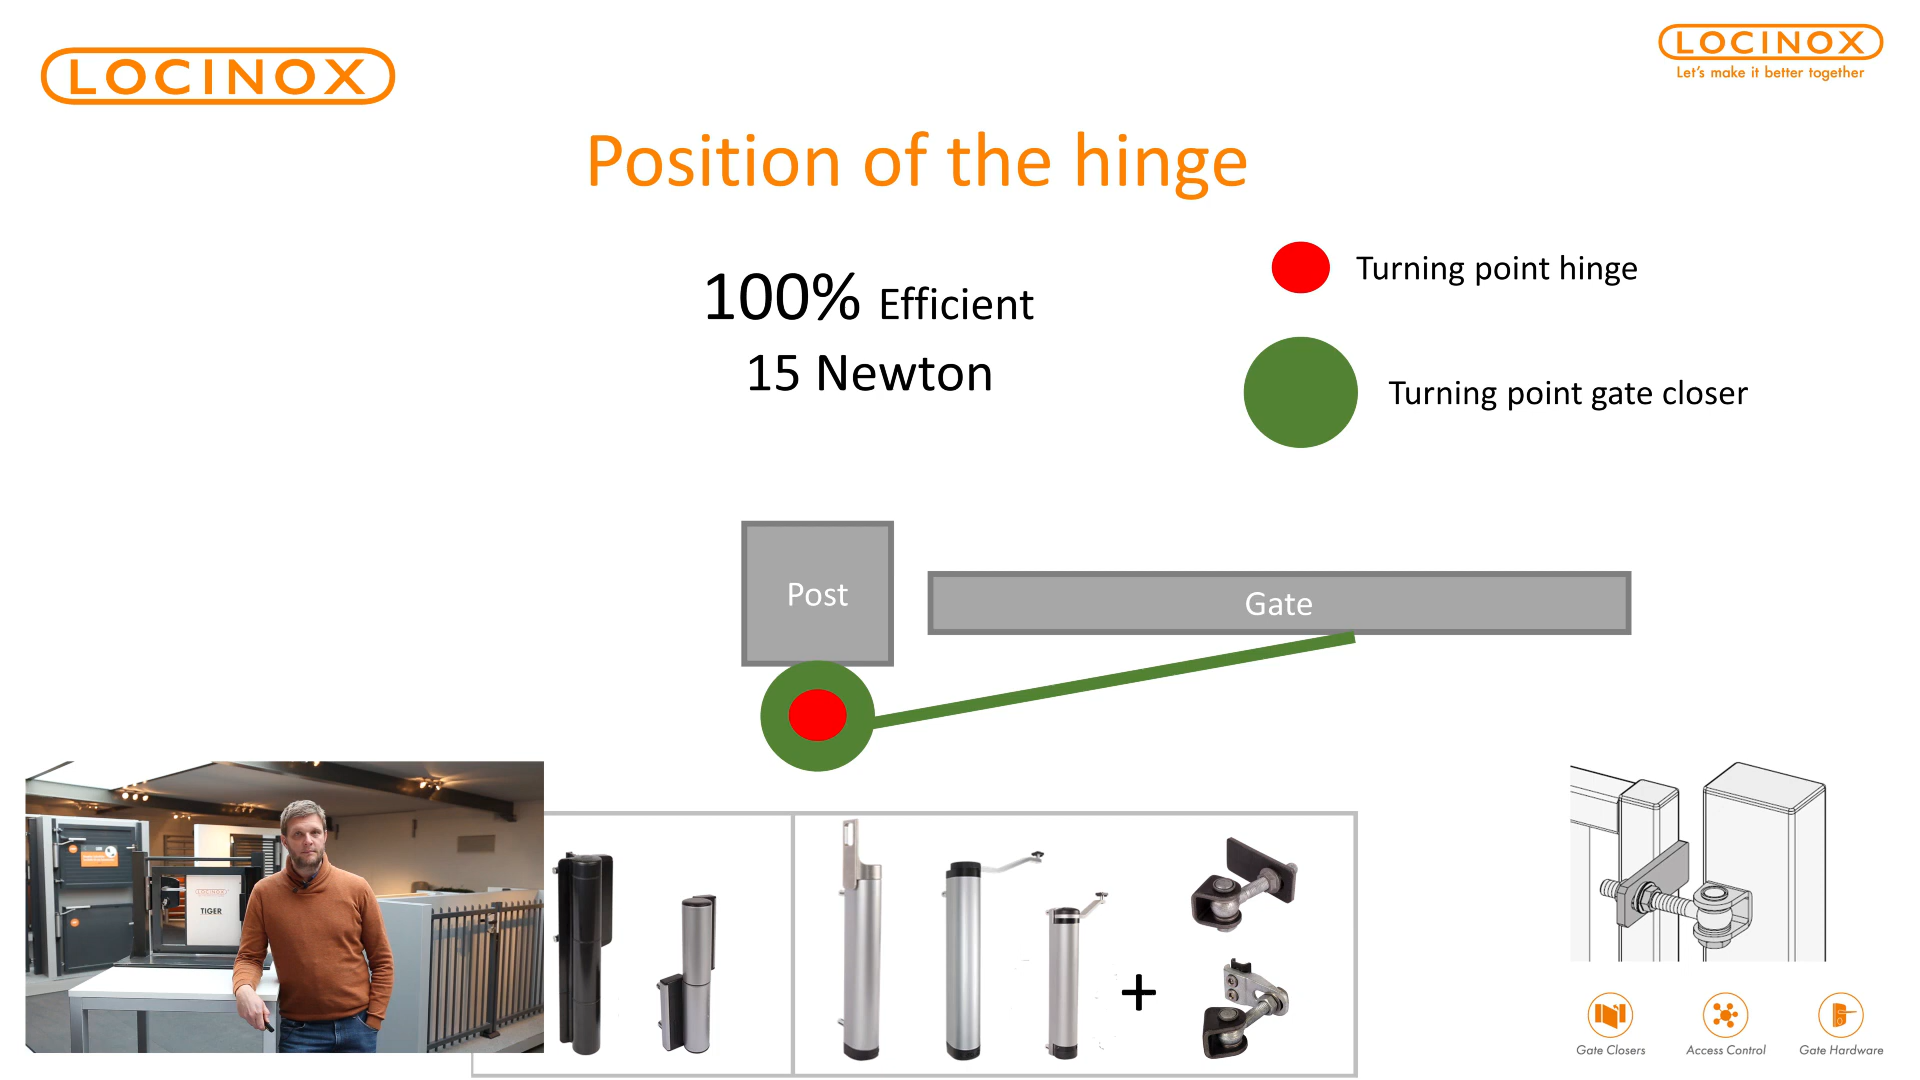 LOCINOX
LOCINOX
Let's make it better together
Position of the hinge
100% Efficient
15 Newton
Turning point hinge
Turning point gate closer
Post
Gate
LOCINOX
TIGER
+
Gate Closers
Access Control
Gate Hardware